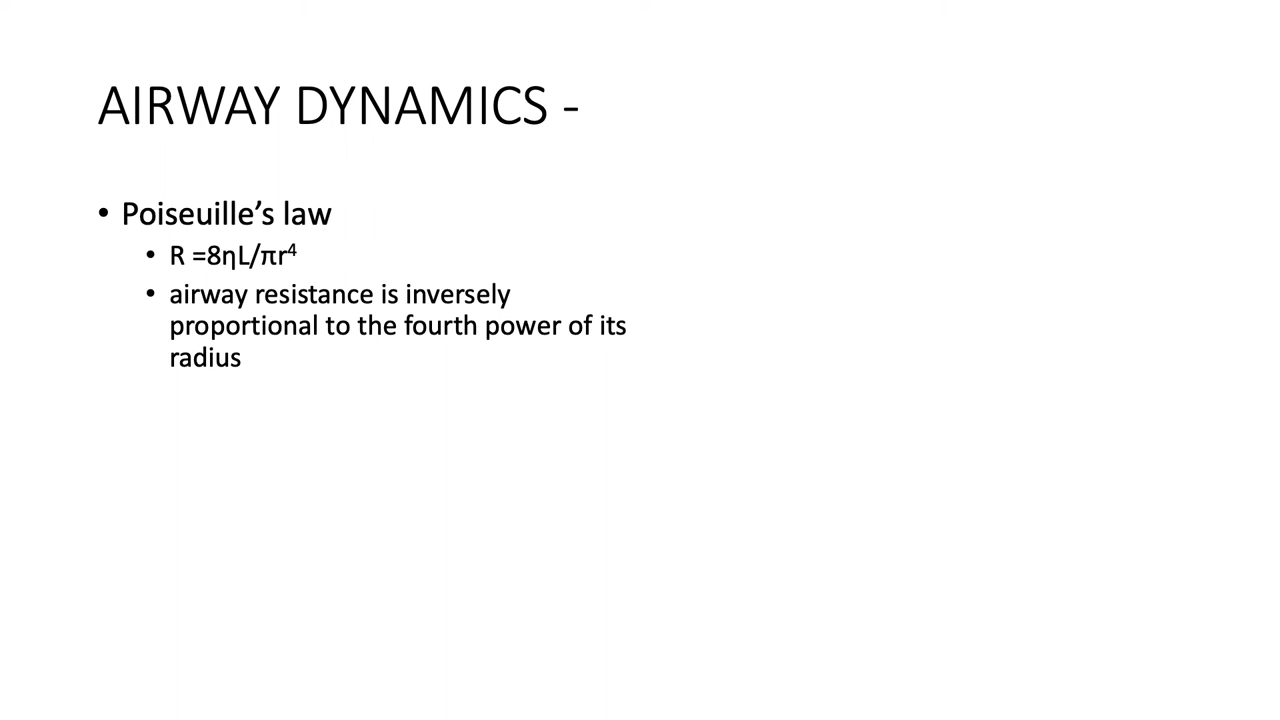 AIRWAY DYNAMICS -
• Poiseuille’s law
• R =8ηL/πr⁴
• airway resistance is inversely
proportional to the fourth power of its
radius